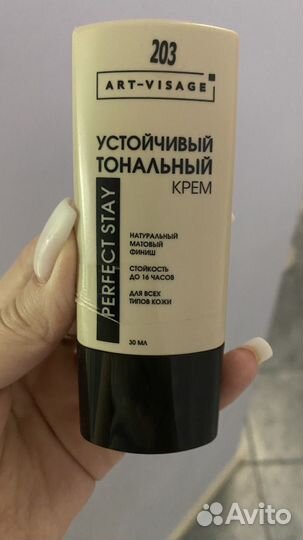 203
ART-VISAGE
УСТОЙЧИВЫЙ
ТОНАЛЬНЫЙ
КРЕМ
PERFECT STAY
НАТУРАЛЬНЫЙ
МАТОВЫЙ
ФИНИШ
СТОЙКОСТЬ
ДО 16 ЧАСОВ
ДЛЯ ВСЕХ
ТИПОВ КОЖИ
30 МЛ
Avito